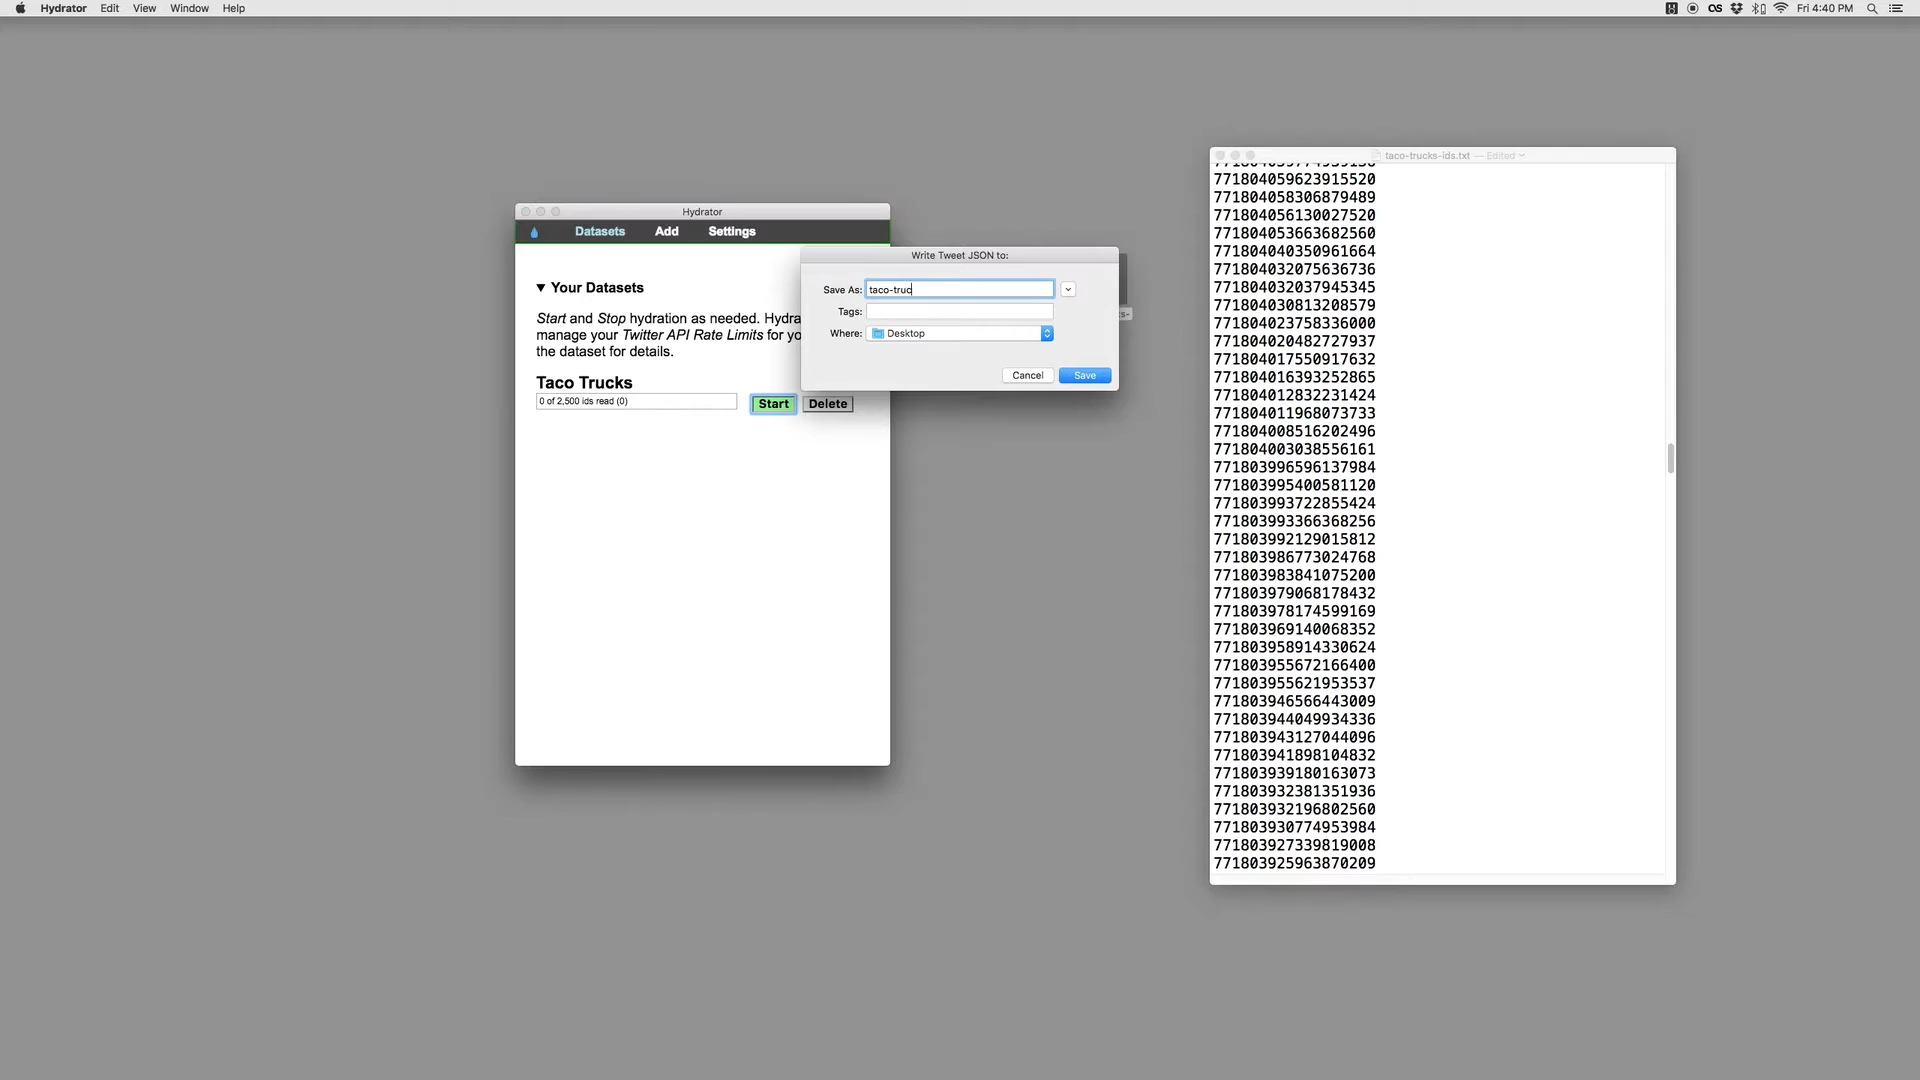 Hydrator Edit View Window Help
Fri 4:40 PM
Hydrator
Datasets Add Settings
▼ Your Datasets
Start and Stop hydration as needed. Hydra
manage your Twitter API Rate Limits for yo
the dataset for details.
Taco Trucks
0 of 2,500 ids read (0)
Start Delete
Write Tweet JSON to:
Save As: taco-truc
Tags:
Where: Desktop
Cancel Save
taco-trucks-ids.txt — Edited
771804059623915520
771804058306879489
771804056130027520
771804053663682560
771804040350961664
771804032075636736
771804032037945345
771804030813208579
771804023758336000
771804020482727937
771804017550917632
771804016393252865
771804012832231424
771804011968073733
771804008516202496
771804003038556161
771803996596137984
771803995400581120
771803993722855424
771803993366368256
771803992129015812
771803986773024768
771803983841075200
771803979068178432
771803978174599169
771803969140068352
771803958914330624
771803955672166400
771803955621953537
771803946566443009
771803944049934336
771803943127044096
771803941898104832
771803939180163073
771803932381351936
771803932196802560
771803930774953984
771803927339819008
771803925963870209